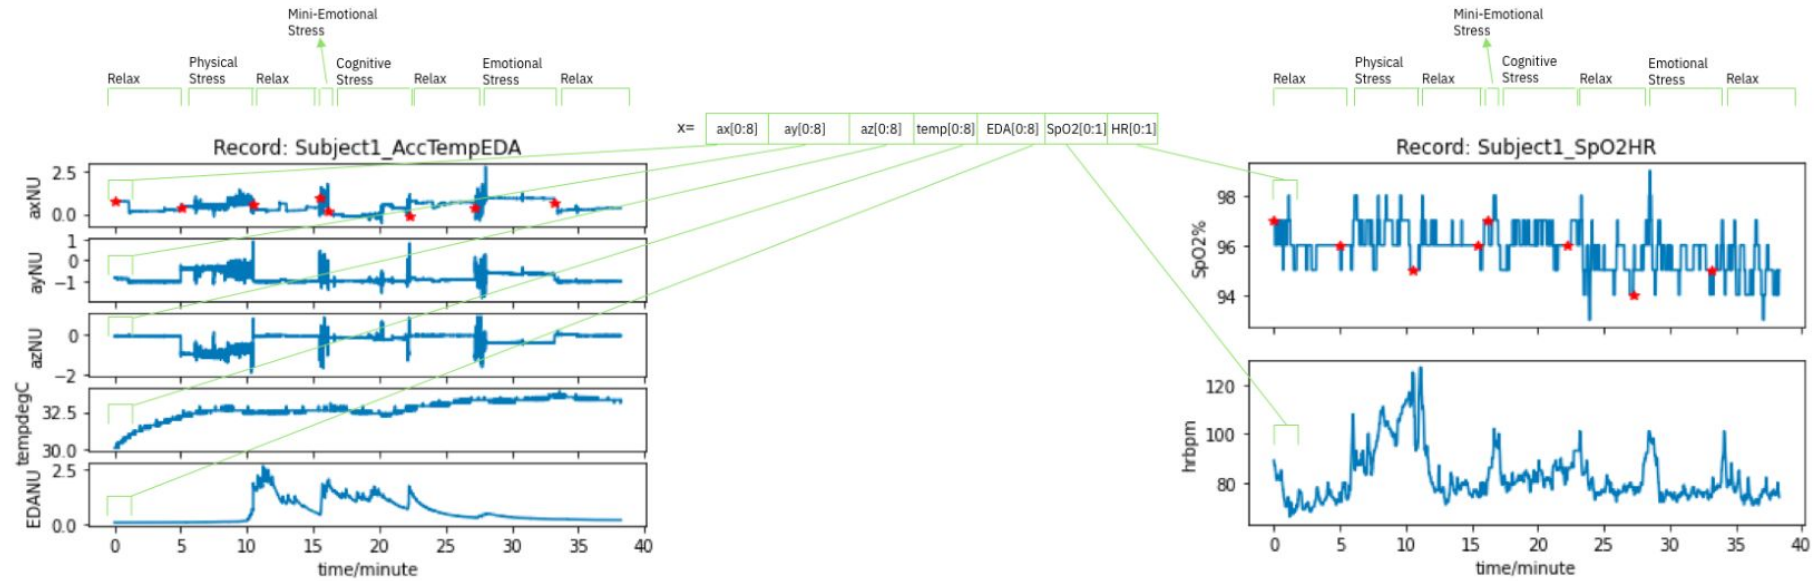 Mini-Emotional
Stress
Relax
Physical
Stress
Relax
Cognitive
Stress
Relax
Emotional
Stress
Relax
Mini-Emotional
Stress
Relax
Physical
Stress
Relax
Cognitive
Stress
Relax
Emotional
Stress
Relax
x= ax[0:8] ay[0:8] az[0:8] temp[0:8] EDA[0:8] SpO2[0:1] HR[0:1]
Record: Subject1_AccTempEDA
axNU
2.5
0.0
ayNU
1
0
−1
azNU
0
−2
tempdegC
32.5
30.0
EDANU
2.5
0.0
0 5 10 15 20 25 30 35 40
time/minute
Record: Subject1_SpO2HR
SpO2%
98
96
94
hrbpm
120
100
80
0 5 10 15 20 25 30 35 40
time/minute